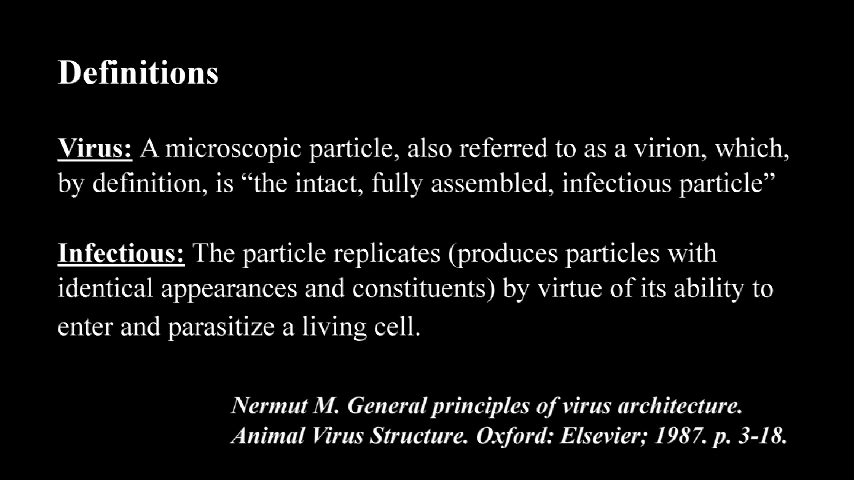 Definitions
Virus: A microscopic particle, also referred to as a virion, which,
by definition, is “the intact, fully assembled, infectious particle”
Infectious: The particle replicates (produces particles with
identical appearances and constituents) by virtue of its ability to
enter and parasitize a living cell.
Nermut M. General principles of virus architecture.
Animal Virus Structure. Oxford: Elsevier; 1987. p. 3-18.